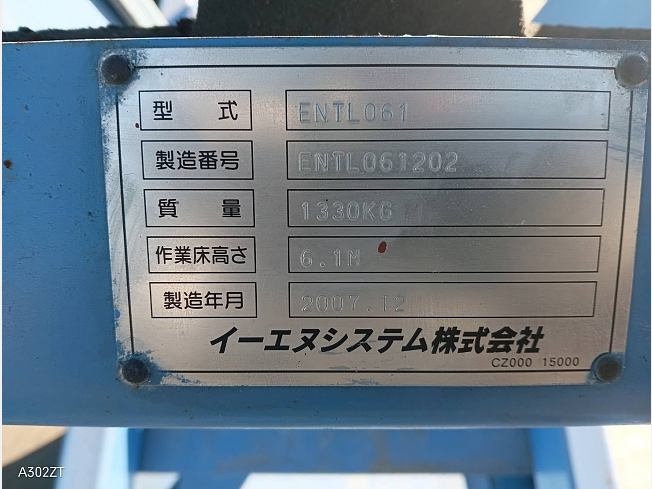 型 式 ENTL061
製造番号 ENTL061202
質 量 1330KG
作業床高さ 6.1M
製造年月 2007.12
イーエヌシステム株式会社
CZ000 15000
A302ZT